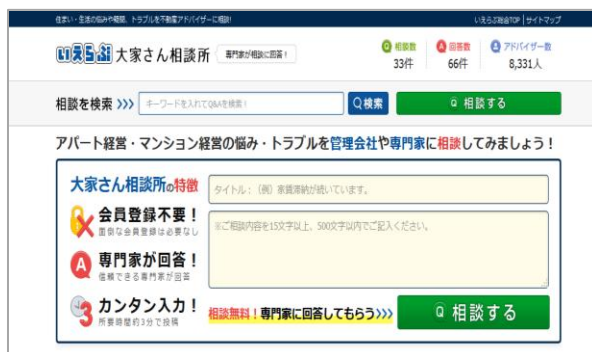 住まい・生活の悩みや疑問、トラブルを不動産アドバイザーに相談!
いえらぶ総合TOP | サイトマップ
いえらぶ 大家さん相談所 専門家が相談に回答!
Q 相談数 A 回答数 アドバイザー数
33件 66件 8,331人
相談を検索 >>> キーワードを入れてQ&Aを検索! 検索 Q 相談する
アパート経営・マンション経営の悩み・トラブルを管理会社や専門家に相談してみましょう!
大家さん相談所の特徴
会員登録不要!
面倒な会員登録は必要なし
A 専門家が回答!
信頼できる専門家が回答
3 カンタン入力!
所要時間約3分で投稿
タイトル:(例) 家賃滞納が続いています。
※ご相談内容を15文字以上、500文字以内でご記入ください。
相談無料!専門家に回答してもらう>>> Q 相談する